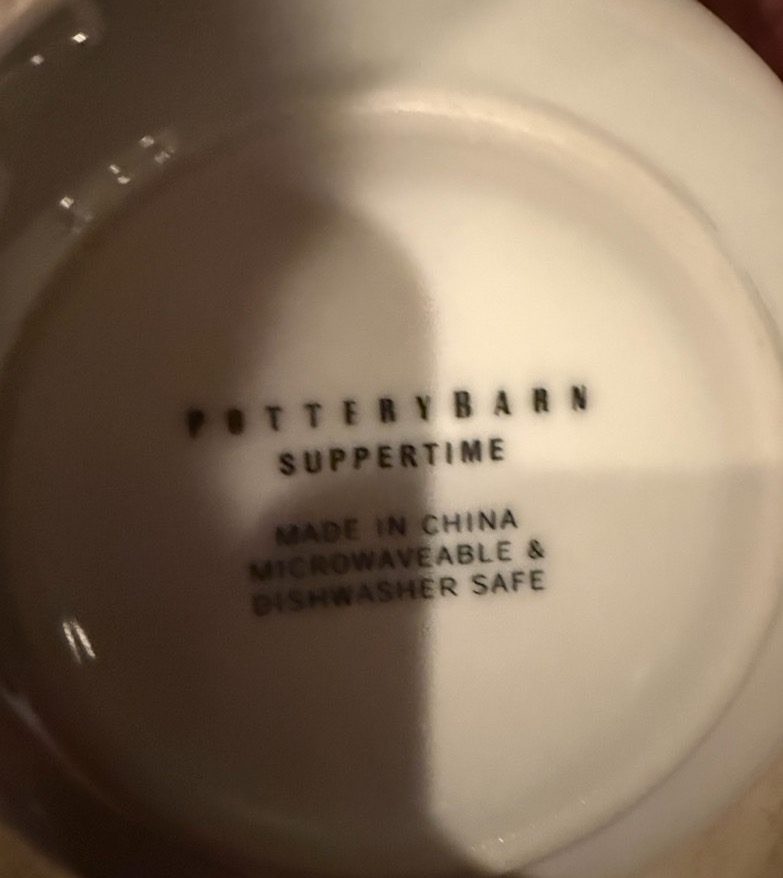 POTTERYBARN
SUPPERTIME
MADE IN CHINA
MICROWAVEABLE &
DISHWASHER SAFE